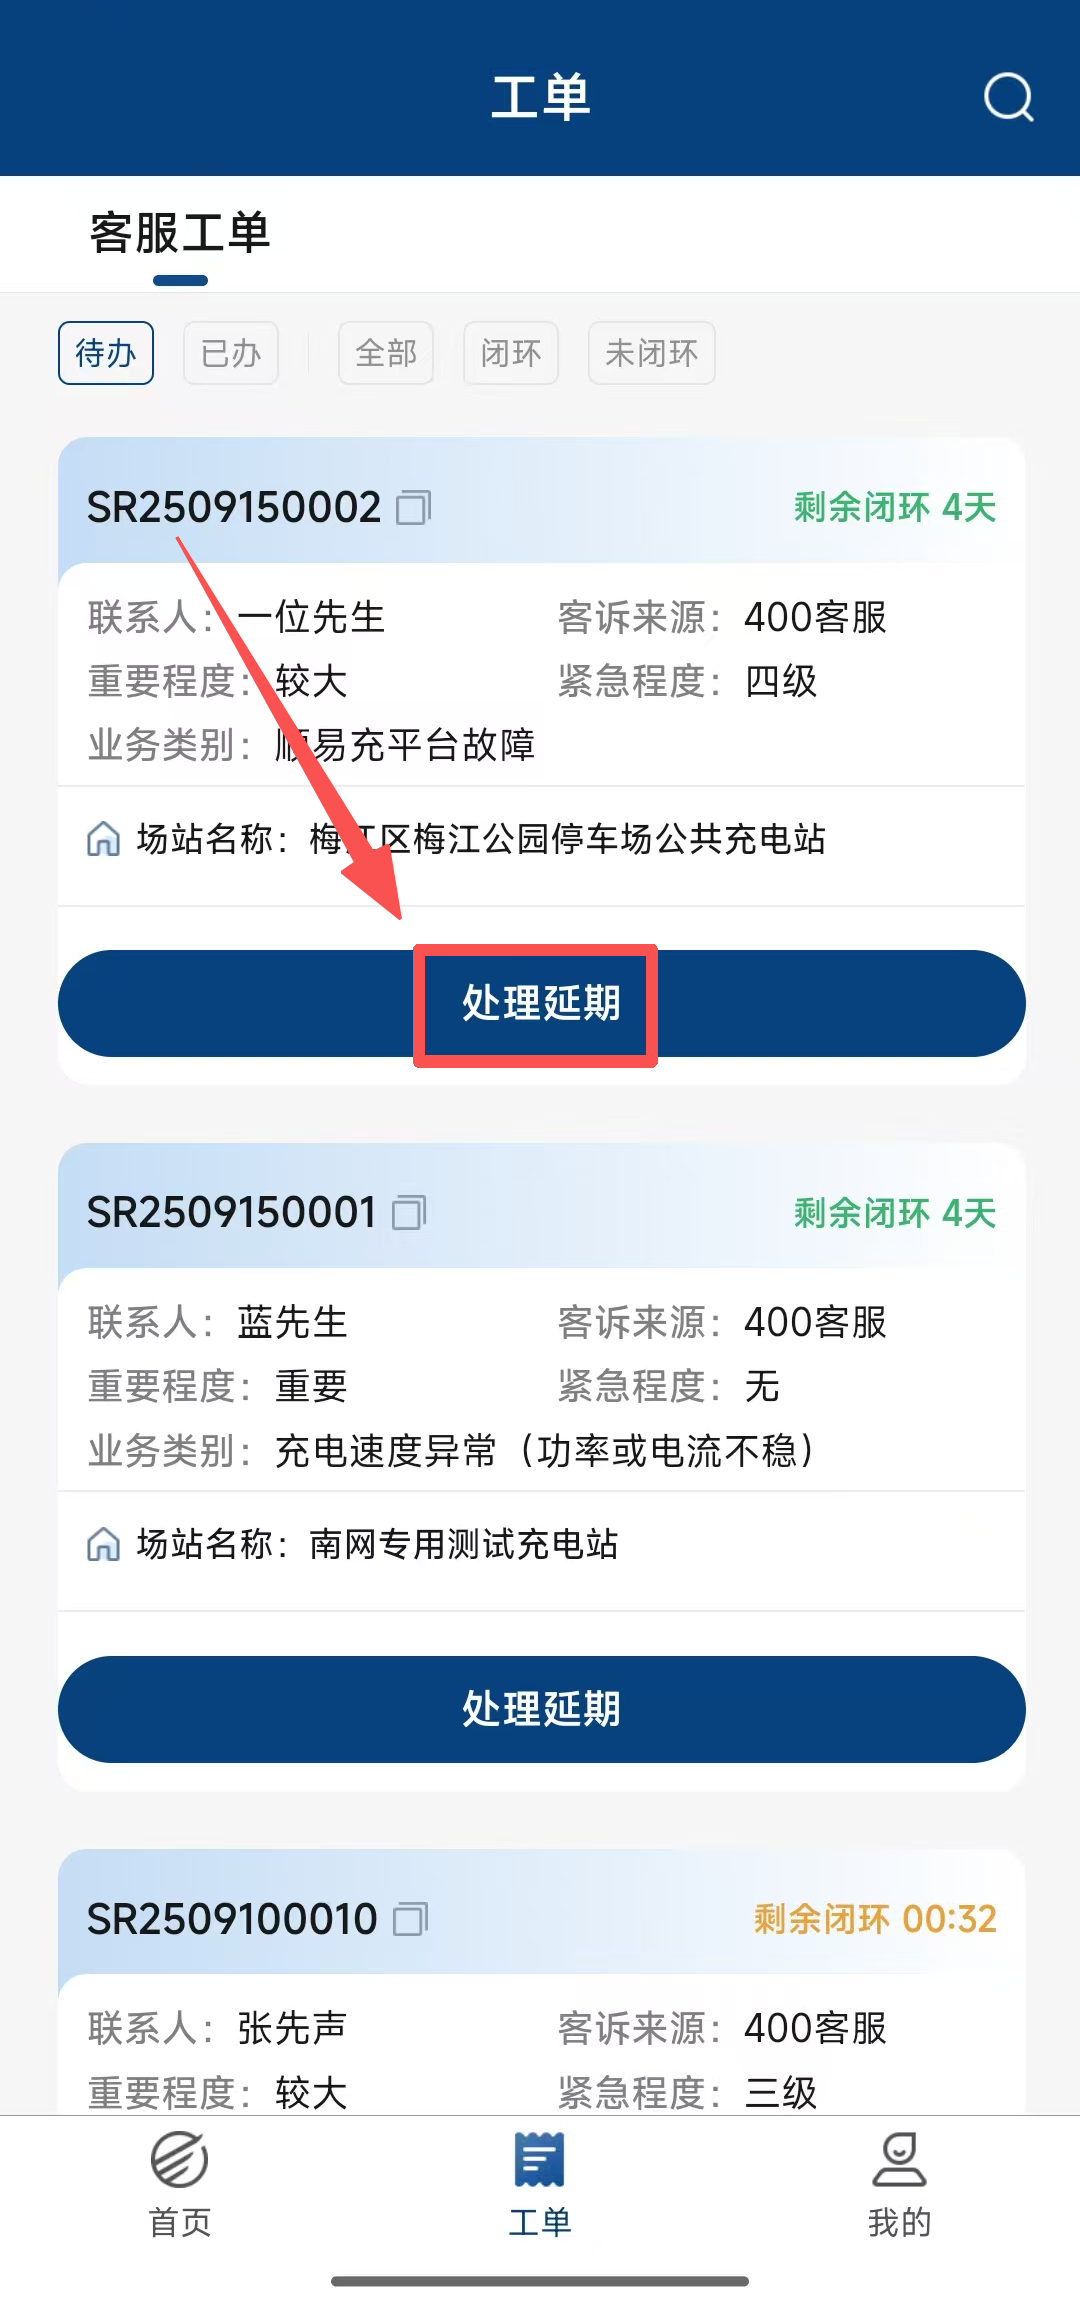 工单
客服工单
待办 已办 全部 闭环 未闭环
SR2509150002 剩余闭环 4天
联系人：一位先生 客诉来源：400客服
重要程度：较大 紧急程度：四级
业务类别：顺易充平台故障
场站名称：梅江区梅江公园停车场公共充电站
处理延期
SR2509150001 剩余闭环 4天
联系人：蓝先生 客诉来源：400客服
重要程度：重要 紧急程度：无
业务类别：充电速度异常（功率或电流不稳）
场站名称：南网专用测试充电站
处理延期
SR2509100010 剩余闭环 00:32
联系人：张先声 客诉来源：400客服
重要程度：较大 紧急程度：三级
首页 工单 我的